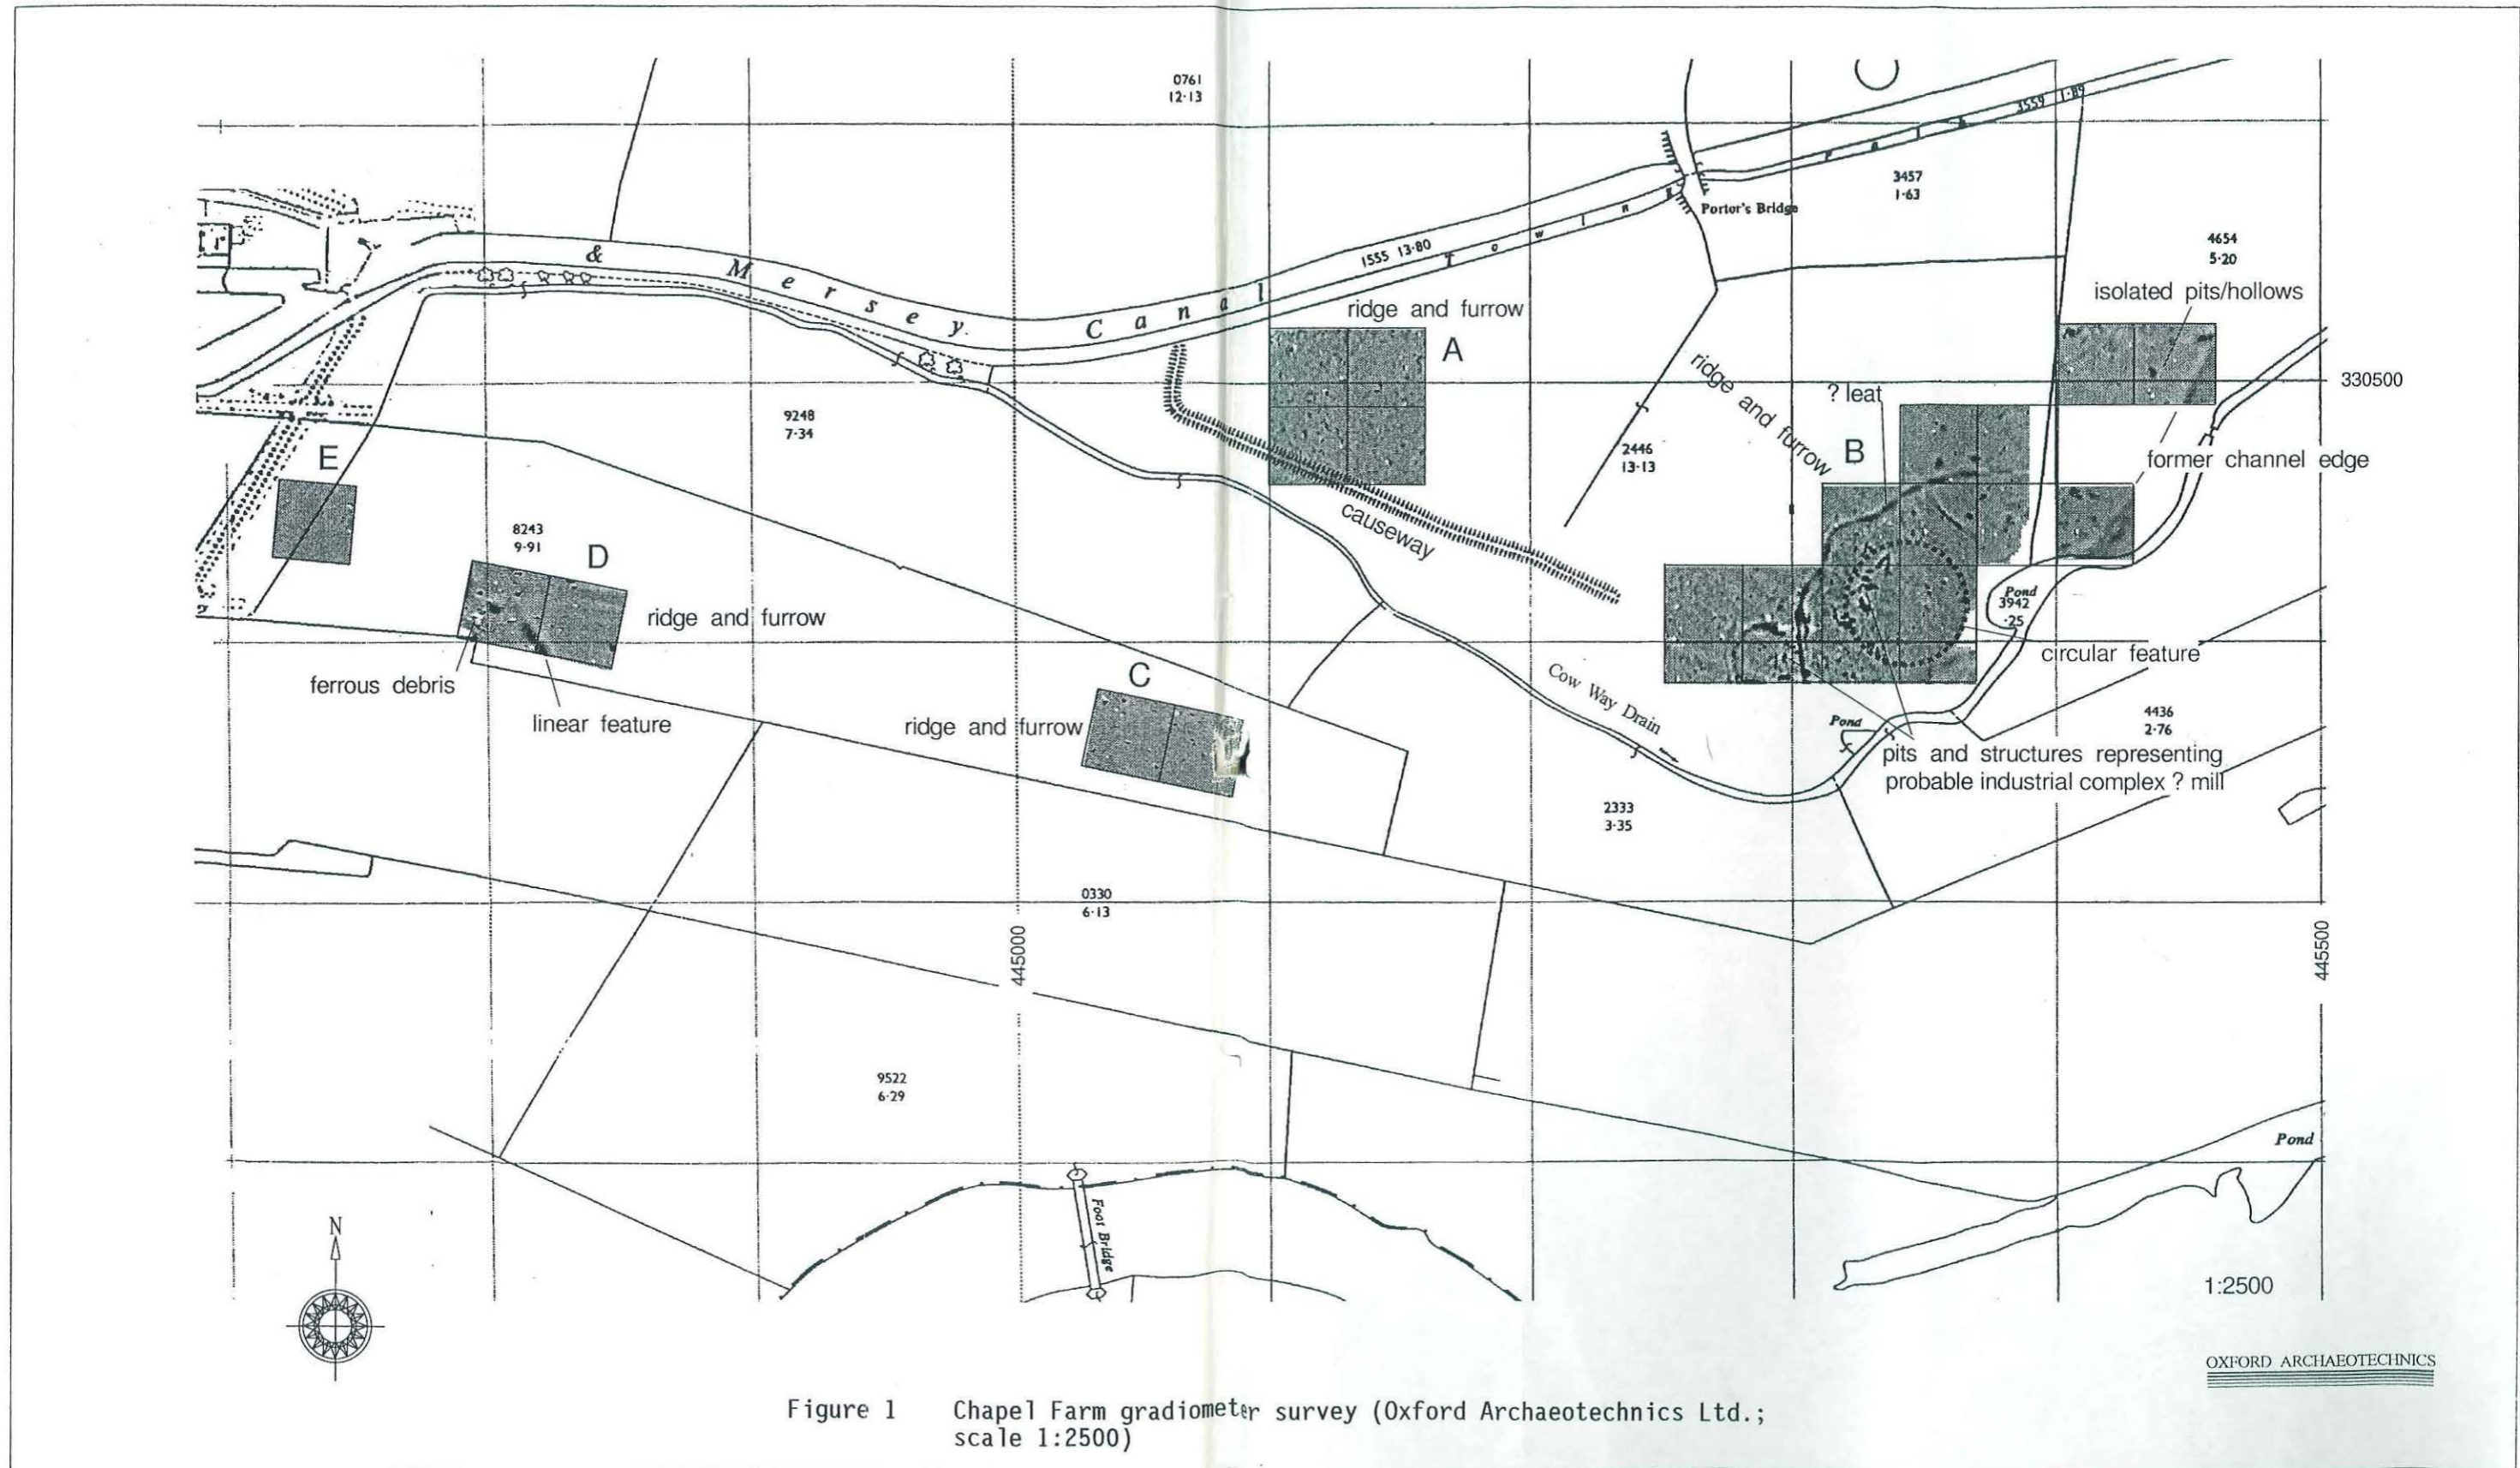 0761
12·13
3559 1·89
P a t h
3457
1·63
Porter's Bridge
4654
5·20
& Mersey Canal
1555 13·80
Towing
isolated pits/hollows
ridge and furrow
A
330500
ridge and furrow
? leat
9248
7·34
E
2446
13·13
B
former channel edge
causeway
8243
9·91
D
Pond
3942
·25
ridge and furrow
circular feature
ferrous debris
C
Cow Way Drain
linear feature
ridge and furrow
Pond
4436
2·76
pits and structures representing
probable industrial complex ? mill
2333
3·35
0330
6·13
445000
445500
9522
6·29
Pond
Foot Bridge
N
1:2500
OXFORD ARCHAEOTECHNICS
Figure 1 Chapel Farm gradiometer survey (Oxford Archaeotechnics Ltd.;
scale 1:2500)